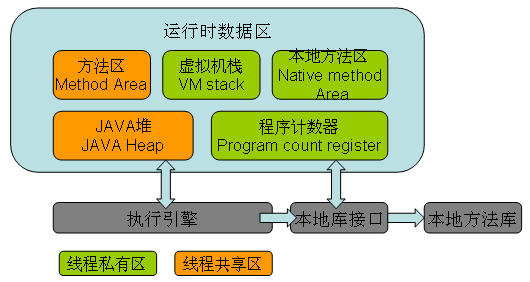 运行时数据区
方法区
Method Area
虚拟机栈
VM stack
本地方法区
Native method
Area
JAVA堆
JAVA Heap
程序计数器
Program count register
执行引擎
本地库接口
本地方法库
线程私有区
线程共享区